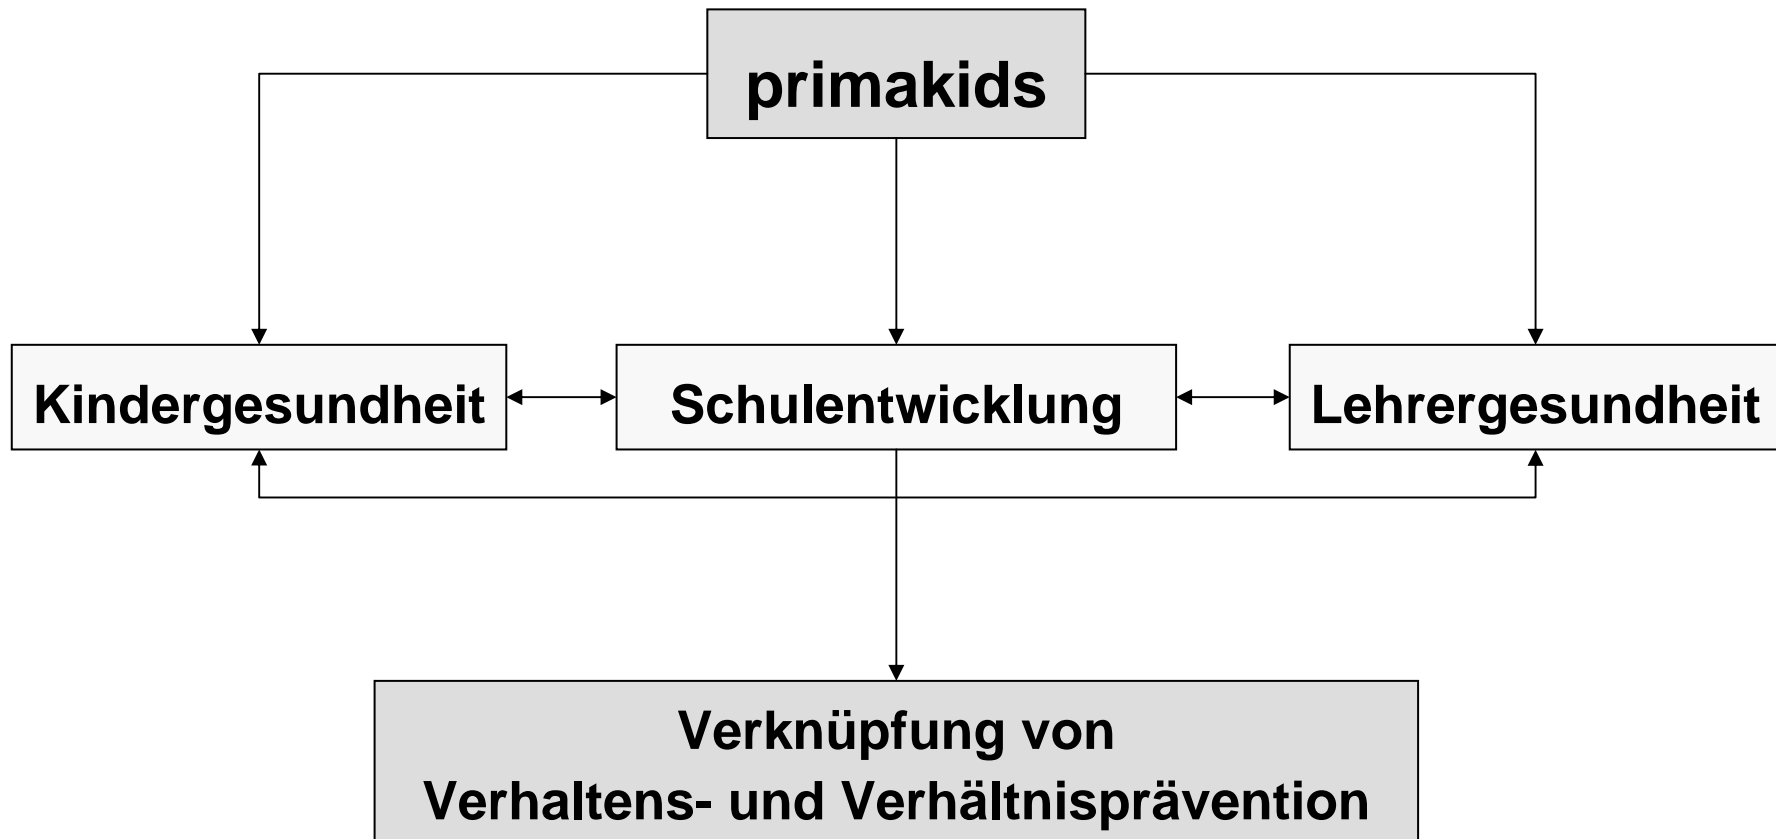 primakids
Kindergesundheit
Schulentwicklung
Lehrergesundheit
Verknüpfung von
Verhaltens- und Verhältnisprävention